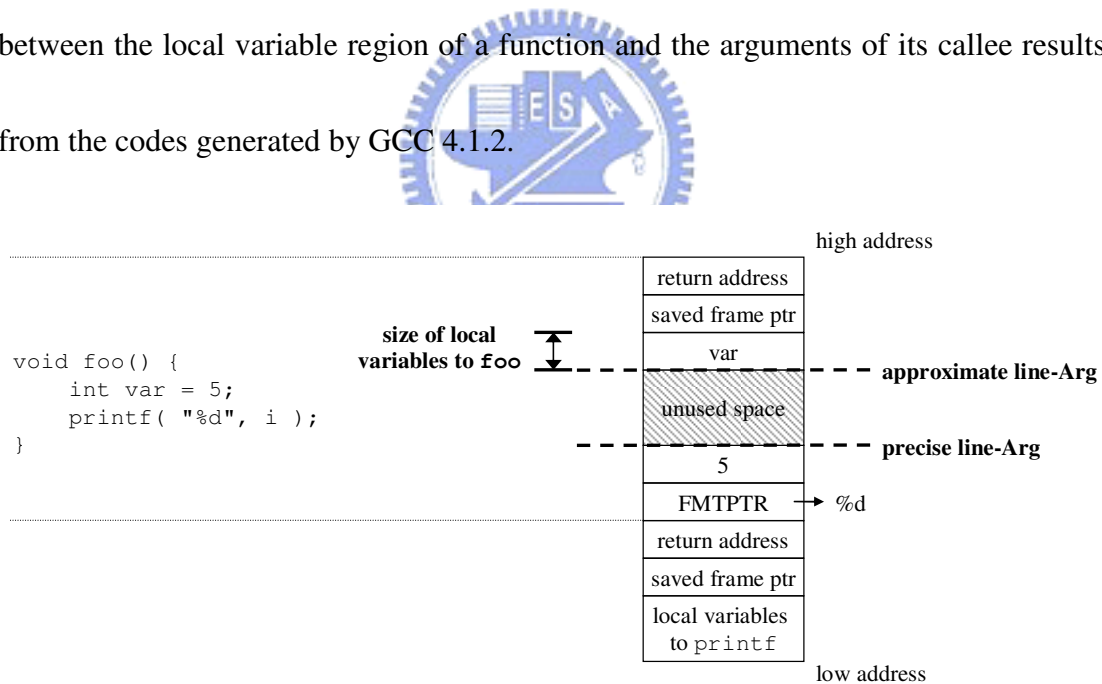 between the local variable region of a function and the arguments of its callee results
from the codes generated by GCC 4.1.2.
E S A
high address
return address
saved frame ptr
size of local
variables to foo
var
approximate line-Arg
void foo() {
int var = 5;
printf( "%d", i );
}
unused space
precise line-Arg
5
FMTPTR
%d
return address
saved frame ptr
local variables
to printf
low address